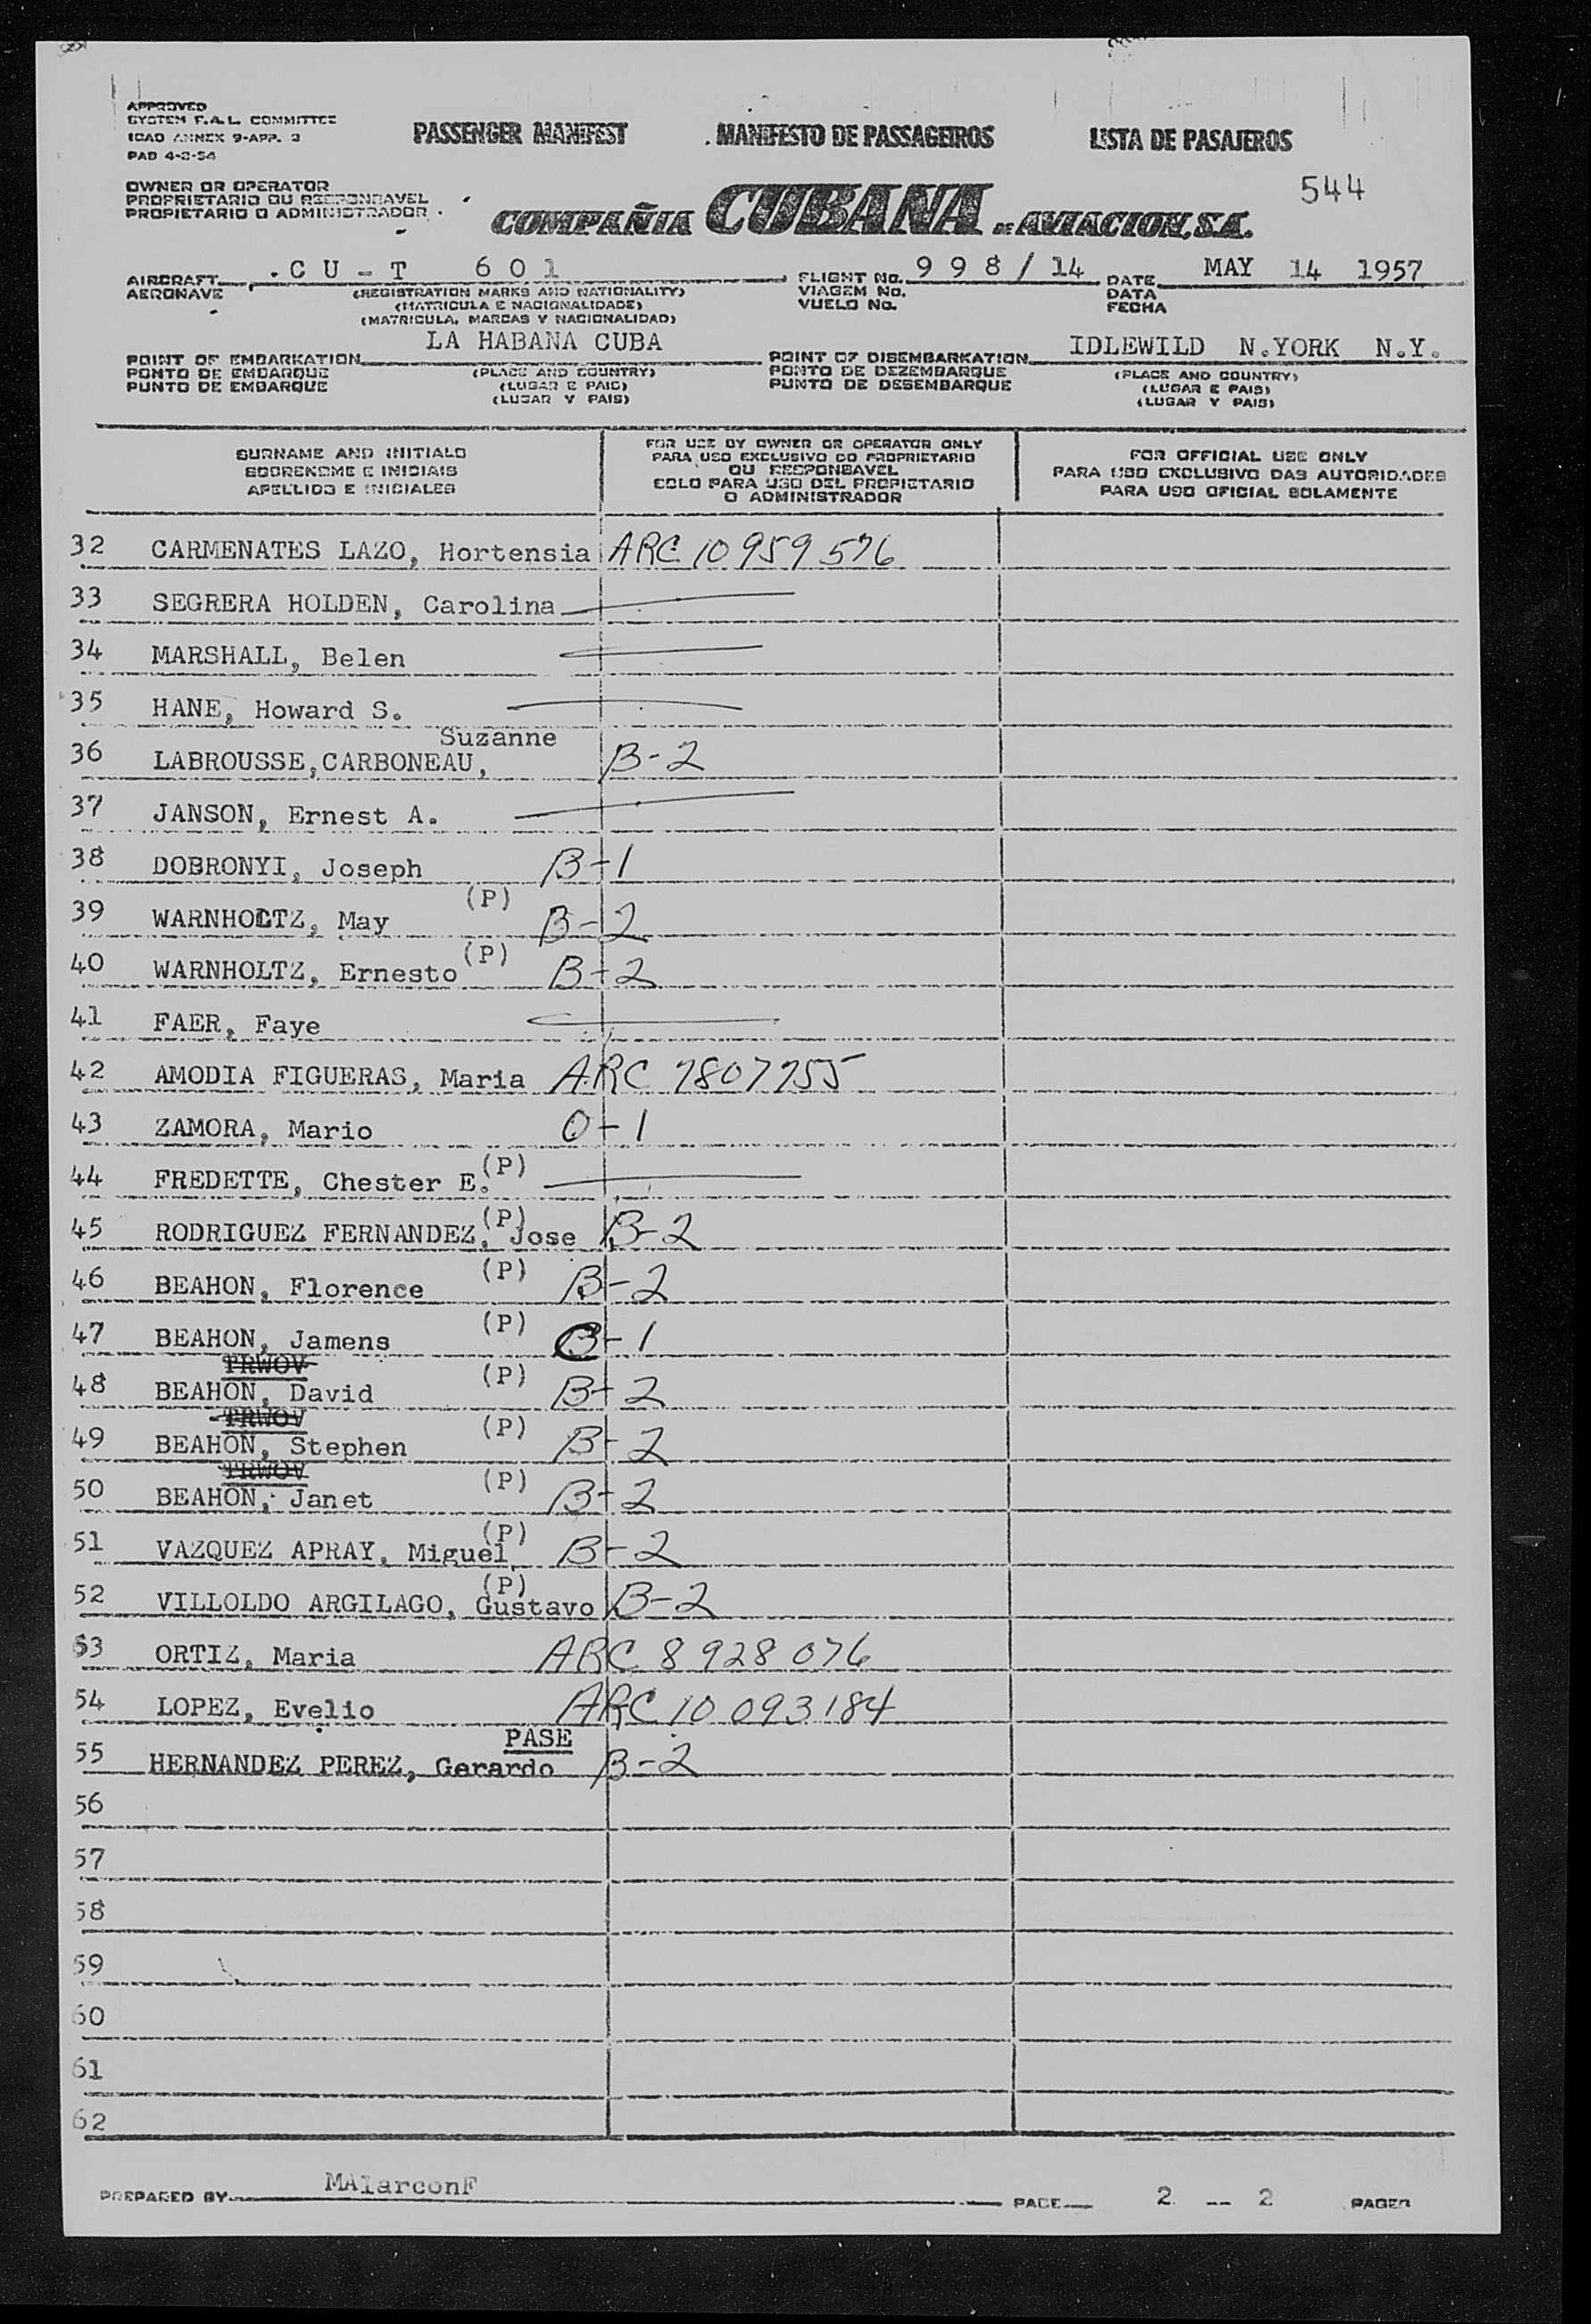 APPROVED
SYSTEM F.A.L. COMMITTEE
ICAO ANNEX 9-APP. 3
PAD 4-2-54
PASSENGER MANIFEST MANIFESTO DE PASSAGEIROS LISTA DE PASAJEROS
544
OWNER OR OPERATOR
PROPRIETARIO OU RESPONSAVEL
PROPIETARIO O ADMINISTRADOR
COMPAÑIA CUBANA DE AVIACION, S.A.
AIRCRAFT CU-T 601 FLIGHT No. 998/14 DATE MAY 14 1957
AERONAVE (REGISTRATION MARKS AND NATIONALITY) VIAGEM No. DATA
(MATRICULA E NACIONALIDADE) VUELO No. FECHA
(MATRICULA, MARCAS Y NACIONALIDAD)
POINT OF EMBARKATION LA HABANA CUBA POINT OF DISEMBARKATION IDLEWILD N.YORK N.Y.
PONTO DE EMBARQUE (PLACE AND COUNTRY) PONTO DE DEZEMBARQUE (PLACE AND COUNTRY)
PUNTO DE EMBARQUE (LUGAR E PAIS) PUNTO DE DESEMBARQUE (LUGAR E PAIS)
(LUGAR Y PAIS) (LUGAR Y PAIS)
SURNAME AND INITIALS
SOBRENOME E INICIAIS
APELLIDO E INICIALES
FOR USE BY OWNER OR OPERATOR ONLY
PARA USO EXCLUSIVO DO PROPRIETARIO
OU RESPONSAVEL
SOLO PARA USO DEL PROPIETARIO
O ADMINISTRADOR
FOR OFFICIAL USE ONLY
PARA USO EXCLUSIVO DAS AUTORIDADES
PARA USO OFICIAL SOLAMENTE
32 CARMENATES LAZO, Hortensia ARC 10959576
33 SEGRERA HOLDEN, Carolina
34 MARSHALL, Belen
35 HANE, Howard S.
Suzanne
36 LABROUSSE,CARBONEAU, B-2
37 JANSON, Ernest A.
38 DOBRONYI, Joseph B-1
39 WARNHOLTZ, May (P) B-2
40 WARNHOLTZ, Ernesto (P) B-2
41 FAER, Faye
42 AMODIA FIGUERAS, Maria ARC 7807755
43 ZAMORA, Mario 0-1
44 FREDETTE, Chester E. (P)
45 RODRIGUEZ FERNANDEZ, Jose (P) B-2
46 BEAHON, Florence (P) B-2
47 BEAHON, Jamens (P) B-1
TRWOV
48 BEAHON, David (P) B-2
TRWOV
49 BEAHON, Stephen (P) B-2
TRWOV
50 BEAHON, Janet (P) B-2
51 VAZQUEZ APRAY, Miguel (P) B-2
52 VILLOLDO ARGILAGO, Gustavo (P) B-2
53 ORTIZ, Maria ARC 8928076
54 LOPEZ, Evelio ARC 10093184
PASE
55 HERNANDEZ PEREZ, Gerardo B-2
56
57
58
59
60
61
62
PREPARED BY MAlarconF PAGE 2 -- 2 PAGES